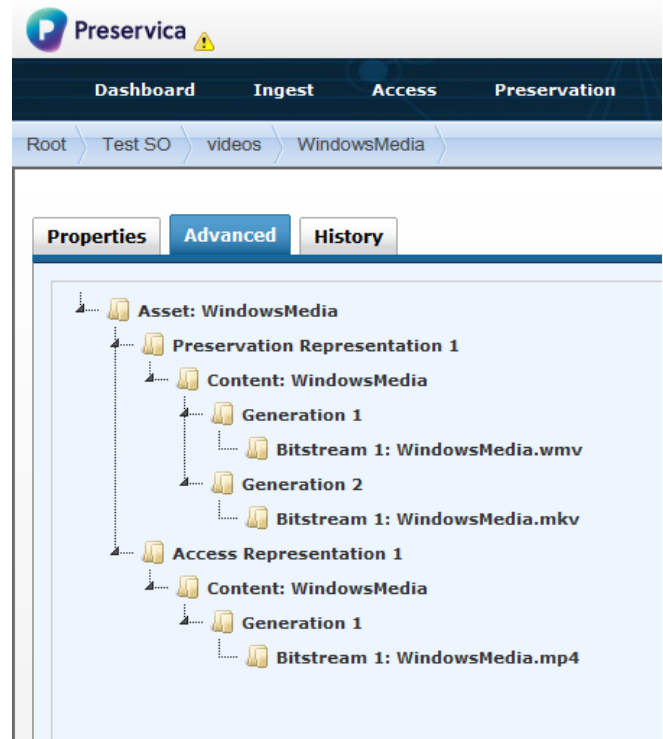 Preservica
Dashboard Ingest Access Preservation
Root Test SO videos WindowsMedia
Properties Advanced History
Asset: WindowsMedia
Preservation Representation 1
Content: WindowsMedia
Generation 1
Bitstream 1: WindowsMedia.wmv
Generation 2
Bitstream 1: WindowsMedia.mkv
Access Representation 1
Content: WindowsMedia
Generation 1
Bitstream 1: WindowsMedia.mp4